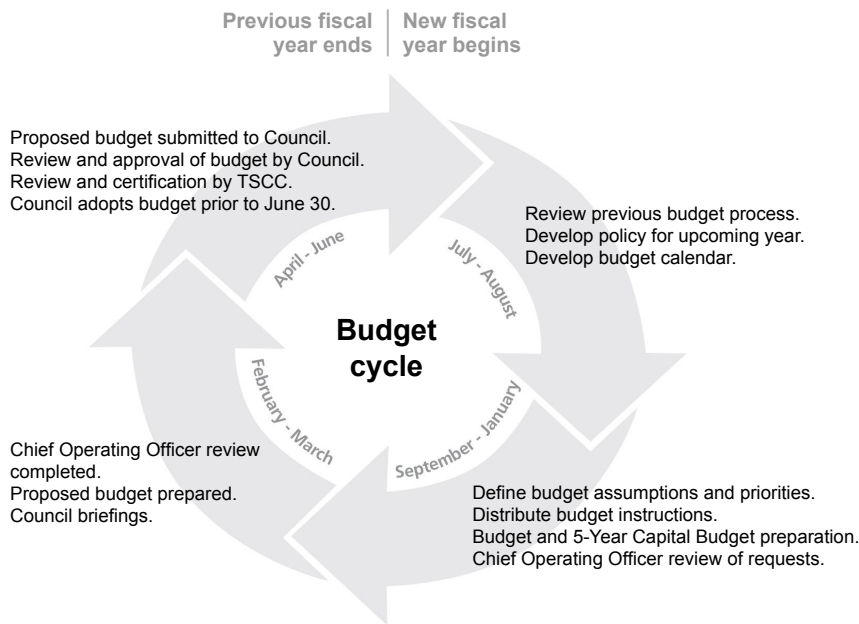 Previous fiscal
year ends
New fiscal
year begins
Proposed budget submitted to Council.
Review and approval of budget by Council.
Review and certification by TSCC.
Council adopts budget prior to June 30.
April - June
July - August
Review previous budget process.
Develop policy for upcoming year.
Develop budget calendar.
Budget
cycle
February - March
September - January
Chief Operating Officer review
completed.
Proposed budget prepared.
Council briefings.
Define budget assumptions and priorities.
Distribute budget instructions.
Budget and 5-Year Capital Budget preparation.
Chief Operating Officer review of requests.